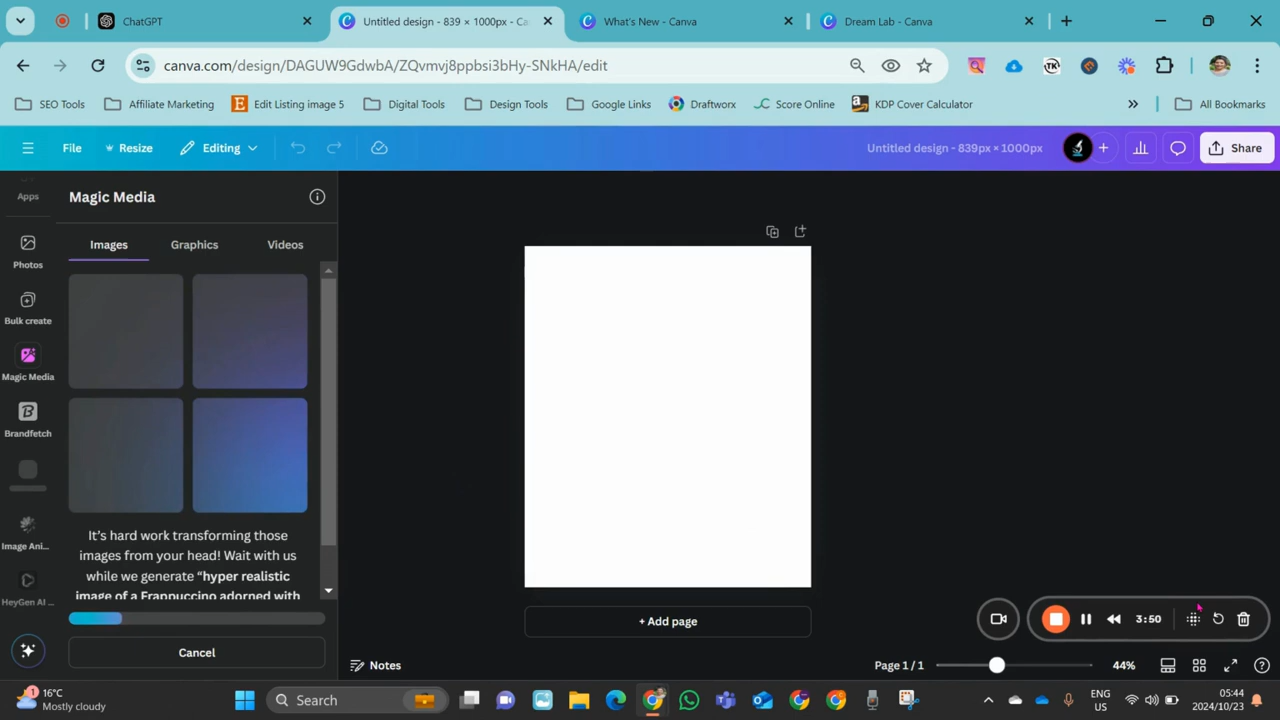 ChatGPT
Untitled design - 839 × 1000px - Ca
What's New - Canva
Dream Lab - Canva
canva.com/design/DAGUW9GdwbA/ZQvmvj8ppbsi3bHy-SNkHA/edit
SEO Tools
Affiliate Marketing
Edit Listing image 5
Digital Tools
Design Tools
Google Links
Draftworx
Score Online
KDP Cover Calculator
All Bookmarks
File
Resize
Editing
Untitled design - 839px × 1000px
Share
Apps
Photos
Bulk create
Magic Media
Brandfetch
Image Ani...
HeyGen AI ...
Magic Media
Images
Graphics
Videos
It's hard work transforming those
images from your head! Wait with us
while we generate "hyper realistic
image of a Frappuccino adorned with
Cancel
+ Add page
3:50
Notes
Page 1 / 1
44%
1
16°C
Mostly cloudy
Search
ENG
US
05:44
2024/10/23